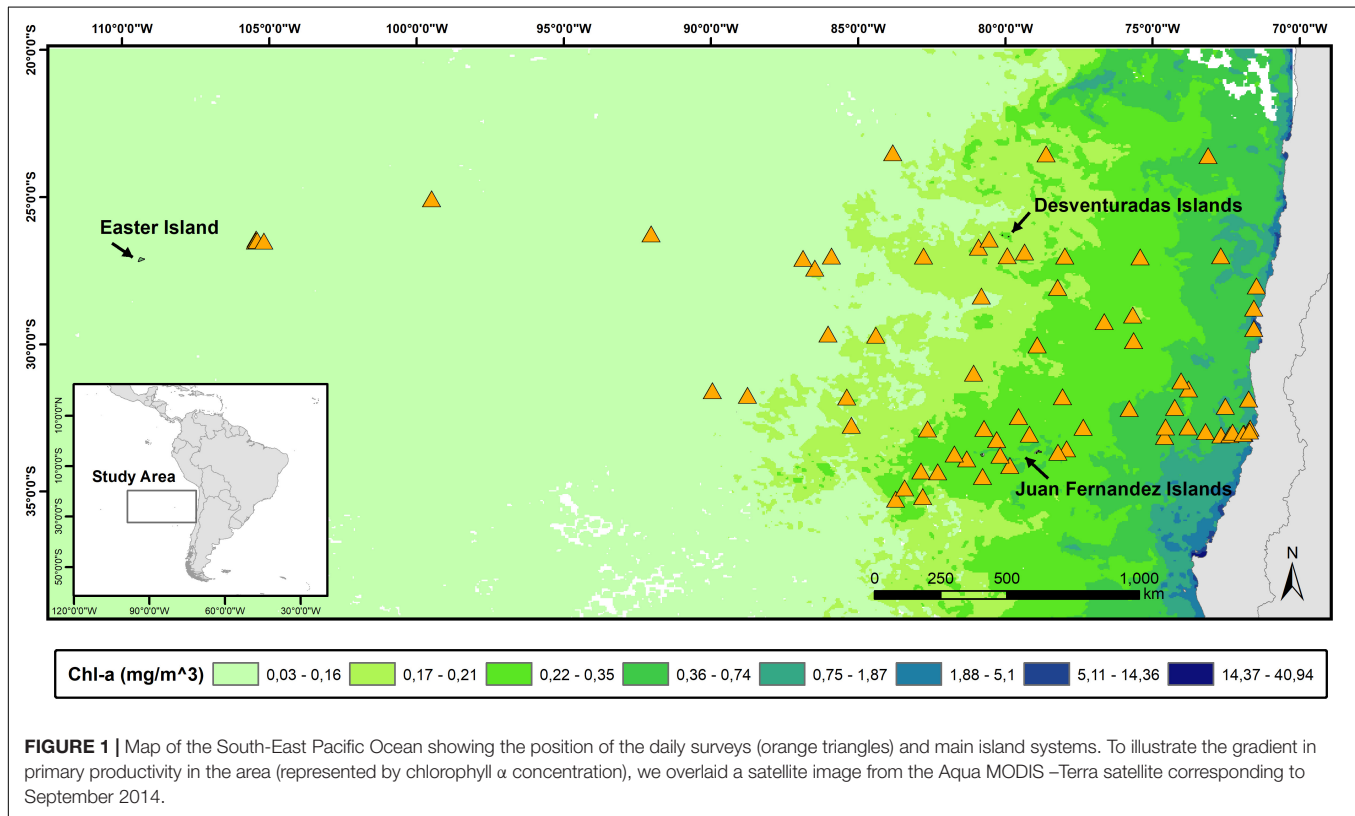 110°0'0"W 105°0'0"W 100°0'0"W 95°0'0"W 90°0'0"W 85°0'0"W 80°0'0"W 75°0'0"W 70°0'0"W
20°0'0"S
25°0'0"S
30°0'0"S
35°0'0"S
Desventuradas Islands
Easter Island
Juan Fernandez Islands
Study Area
10°0'0"N
10°0'0"S
30°0'0"S
50°0'0"S
120°0'0"W 90°0'0"W 60°0'0"W 30°0'0"W
N
0 250 500 1,000
km
Chl-a (mg/m^3) 0,03 - 0,16 0,17 - 0,21 0,22 - 0,35 0,36 - 0,74 0,75 - 1,87 1,88 - 5,1 5,11 - 14,36 14,37 - 40,94
FIGURE 1 | Map of the South-East Pacific Ocean showing the position of the daily surveys (orange triangles) and main island systems. To illustrate the gradient in
primary productivity in the area (represented by chlorophyll α concentration), we overlaid a satellite image from the Aqua MODIS –Terra satellite corresponding to
September 2014.